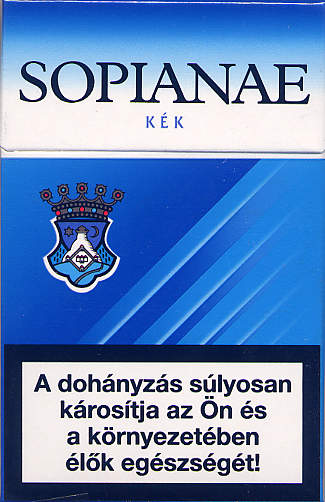 SOPIANAE
KÉK
A dohányzás súlyosan
károsítja az Ön és
a környezetében
élők egészségét!